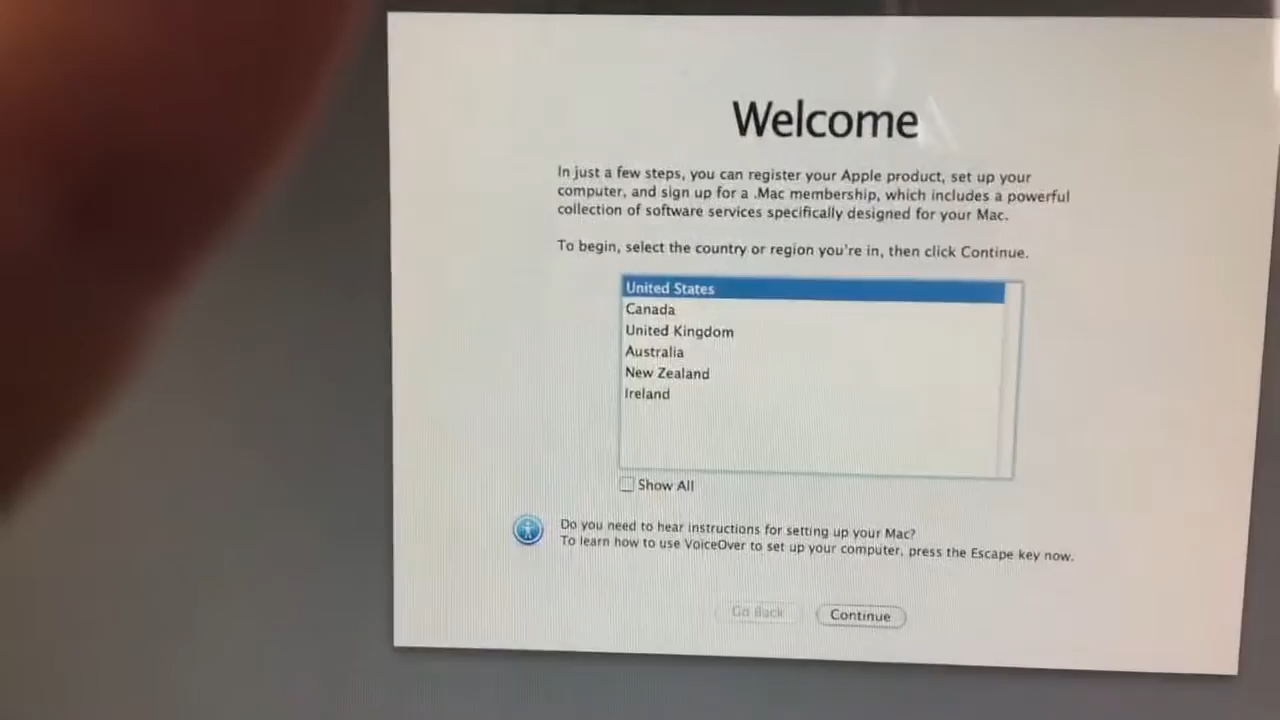 Welcome
In just a few steps, you can register your Apple product, set up your
computer, and sign up for a .Mac membership, which includes a powerful
collection of software services specifically designed for your Mac.
To begin, select the country or region you're in, then click Continue.
United States
Canada
United Kingdom
Australia
New Zealand
Ireland
Show All
Do you need to hear instructions for setting up your Mac?
To learn how to use VoiceOver to set up your computer, press the Escape key now.
Go Back
Continue